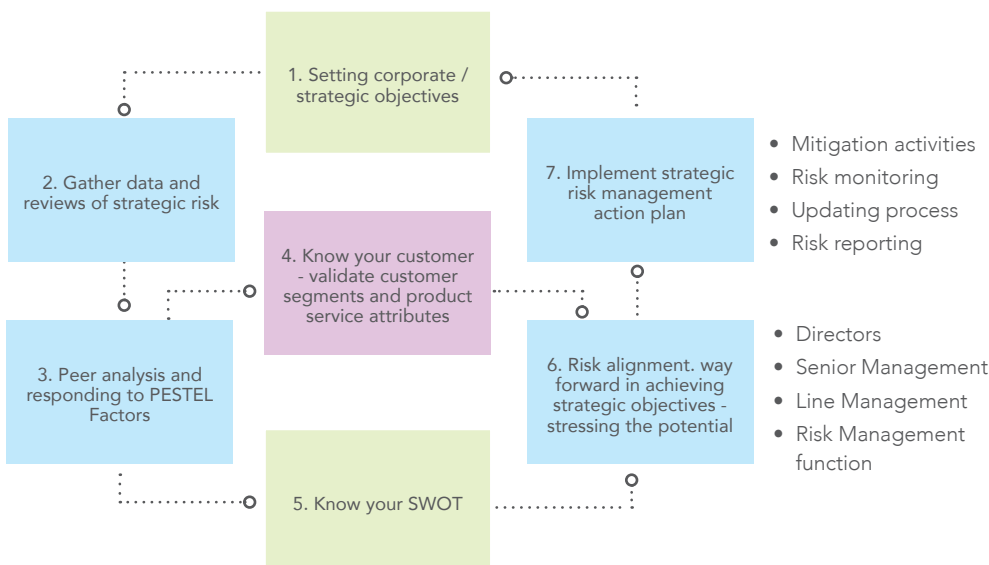 1. Setting corporate /
strategic objectives
2. Gather data and
reviews of strategic risk
3. Peer analysis and
responding to PESTEL
Factors
4. Know your customer
- validate customer
segments and product
service attributes
5. Know your SWOT
6. Risk alignment. way
forward in achieving
strategic objectives -
stressing the potential
7. Implement strategic
risk management
action plan
• Mitigation activities
• Risk monitoring
• Updating process
• Risk reporting
• Directors
• Senior Management
• Line Management
• Risk Management
function